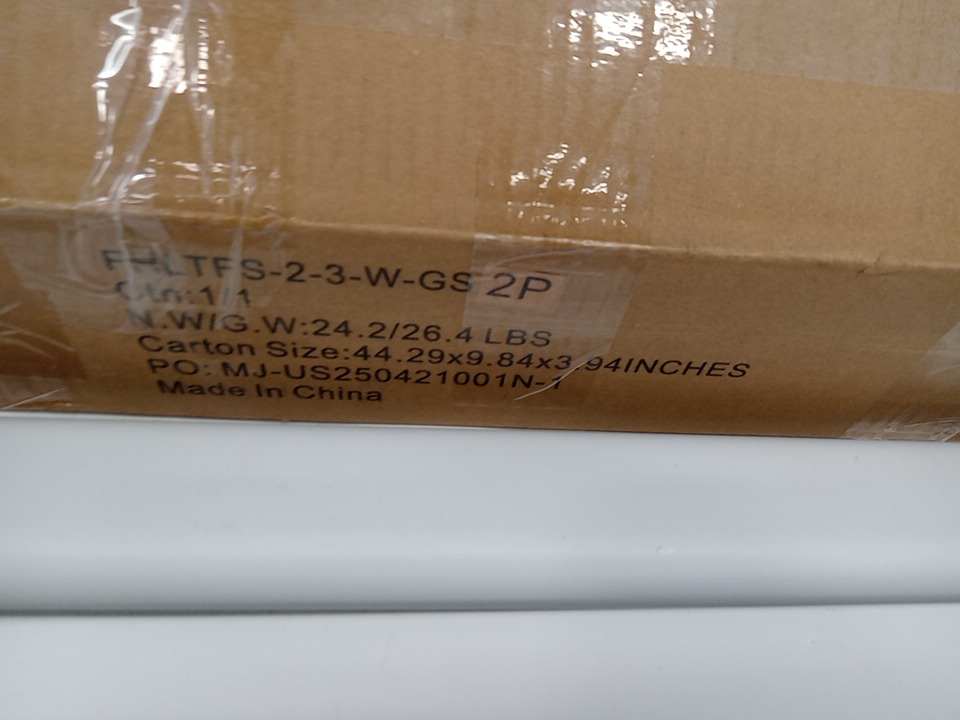 FHLTFS-2-3-W-GS 2P
Ctn:1/1
N.W/G.W:24.2/26.4 LBS
Carton Size:44.29x9.84x3.94INCHES
PO: MJ-US250421001N-1
Made In China